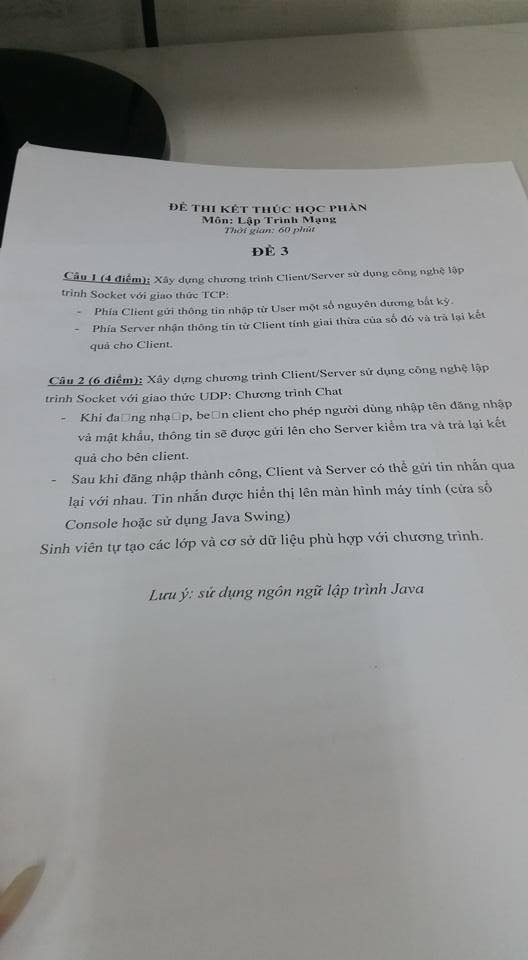 ĐỀ THI KẾT THÚC HỌC PHẦN
Môn: Lập Trình Mạng
Thời gian: 60 phút
ĐỀ 3
Câu 1 (4 điểm): Xây dựng chương trình Client/Server sử dụng công nghệ lập
trình Socket với giao thức TCP:
- Phía Client gửi thông tin nhập từ User một số nguyên dương bất kỳ.
- Phía Server nhận thông tin từ Client tính giai thừa của số đó và trả lại kết
quả cho Client.
Câu 2 (6 điểm): Xây dựng chương trình Client/Server sử dụng công nghệ lập
trình Socket với giao thức UDP: Chương trình Chat
- Khi đa□ng nhạ□p, be□n client cho phép người dùng nhập tên đăng nhập
và mật khẩu, thông tin sẽ được gửi lên cho Server kiểm tra và trả lại kết
quả cho bên client.
- Sau khi đăng nhập thành công, Client và Server có thể gửi tin nhắn qua
lại với nhau. Tin nhắn được hiển thị lên màn hình máy tính (cửa sổ
Console hoặc sử dụng Java Swing)
Sinh viên tự tạo các lớp và cơ sở dữ liệu phù hợp với chương trình.
Lưu ý: sử dụng ngôn ngữ lập trình Java